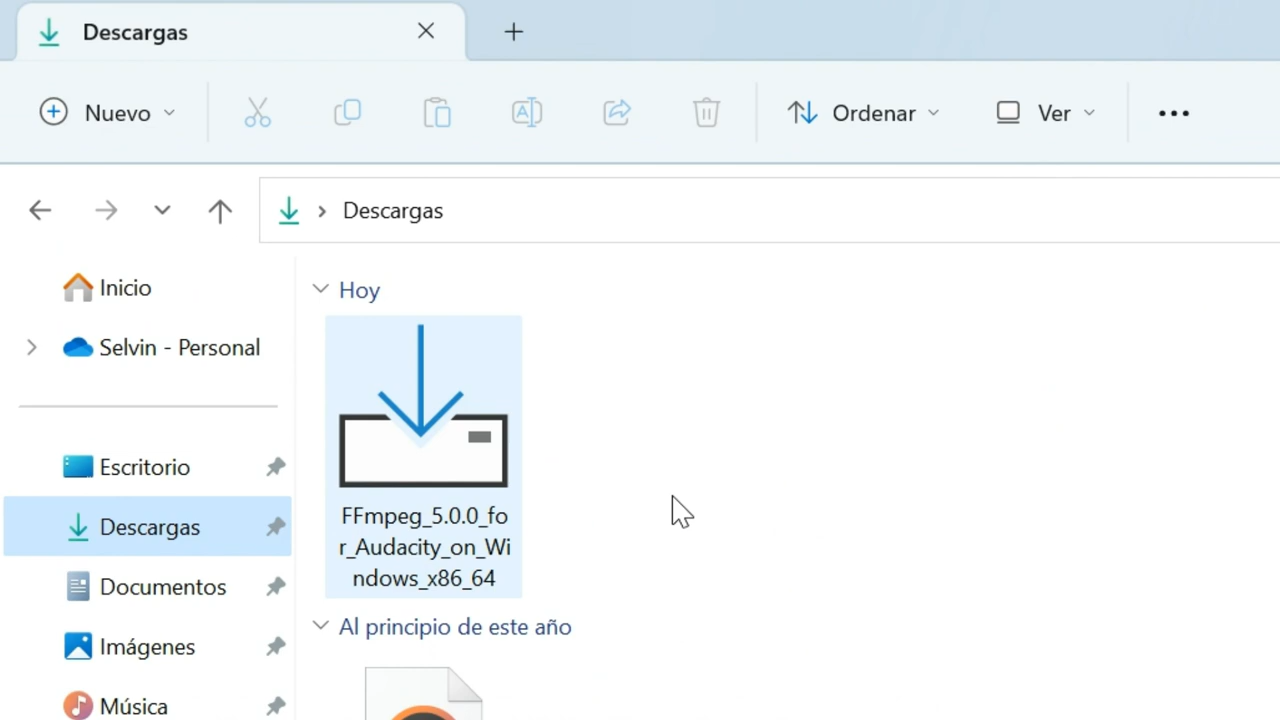 Descargas
Nuevo
Ordenar
Ver
Descargas
Inicio
Selvin - Personal
Escritorio
Descargas
Documentos
Imágenes
Música
Hoy
FFmpeg_5.0.0_fo
r_Audacity_on_Wi
ndows_x86_64
Al principio de este año